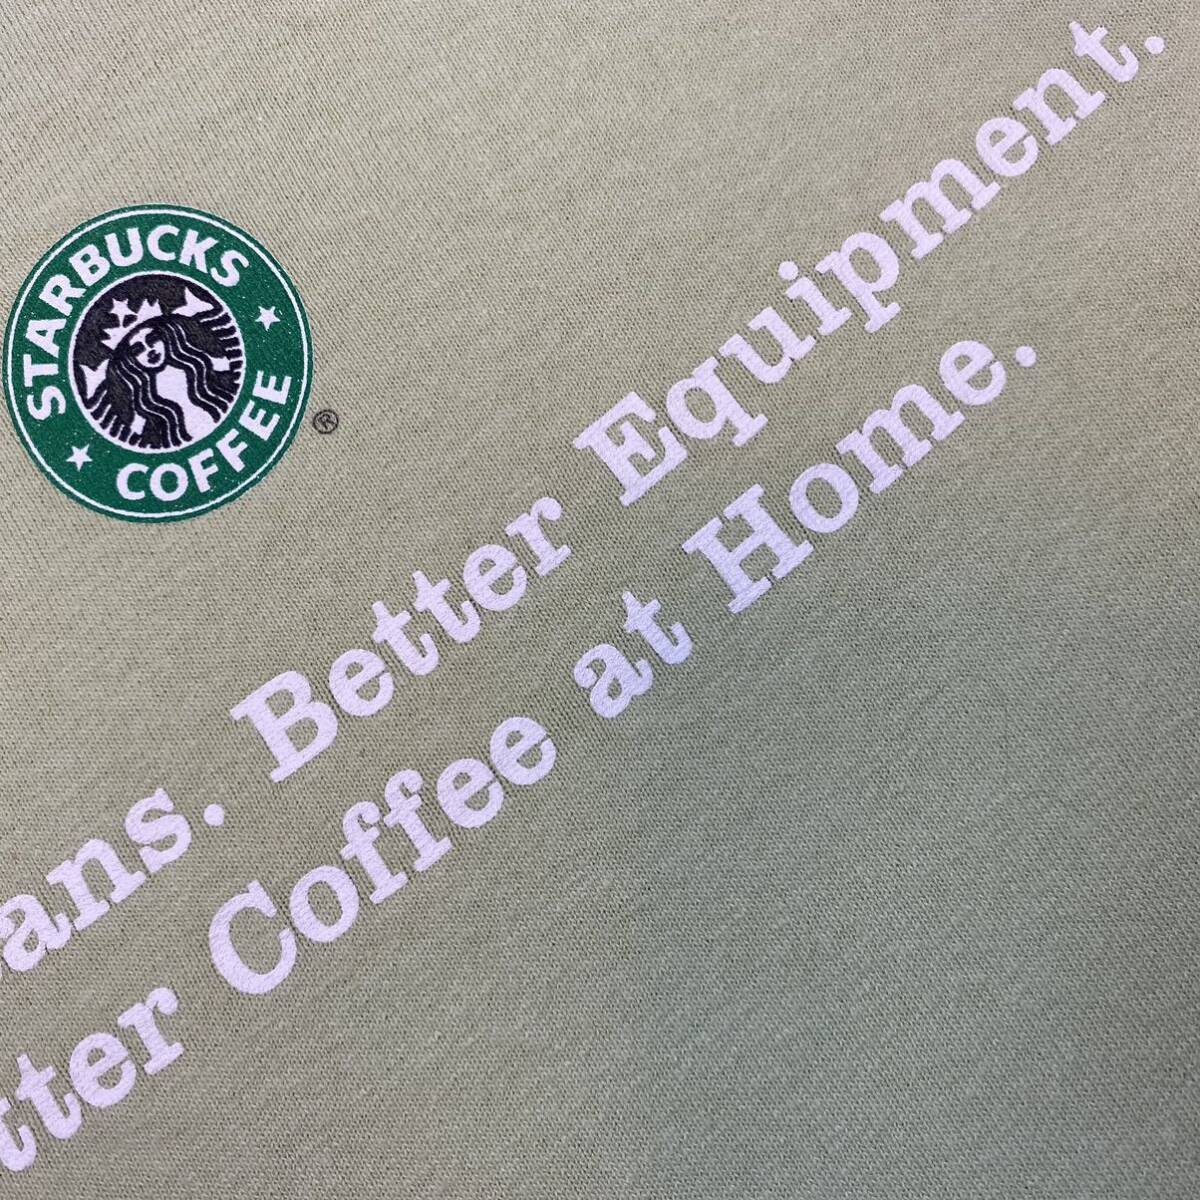 STARBUCKS
COFFEE
®
ans. Better Equipment.
tter Coffee at Home.